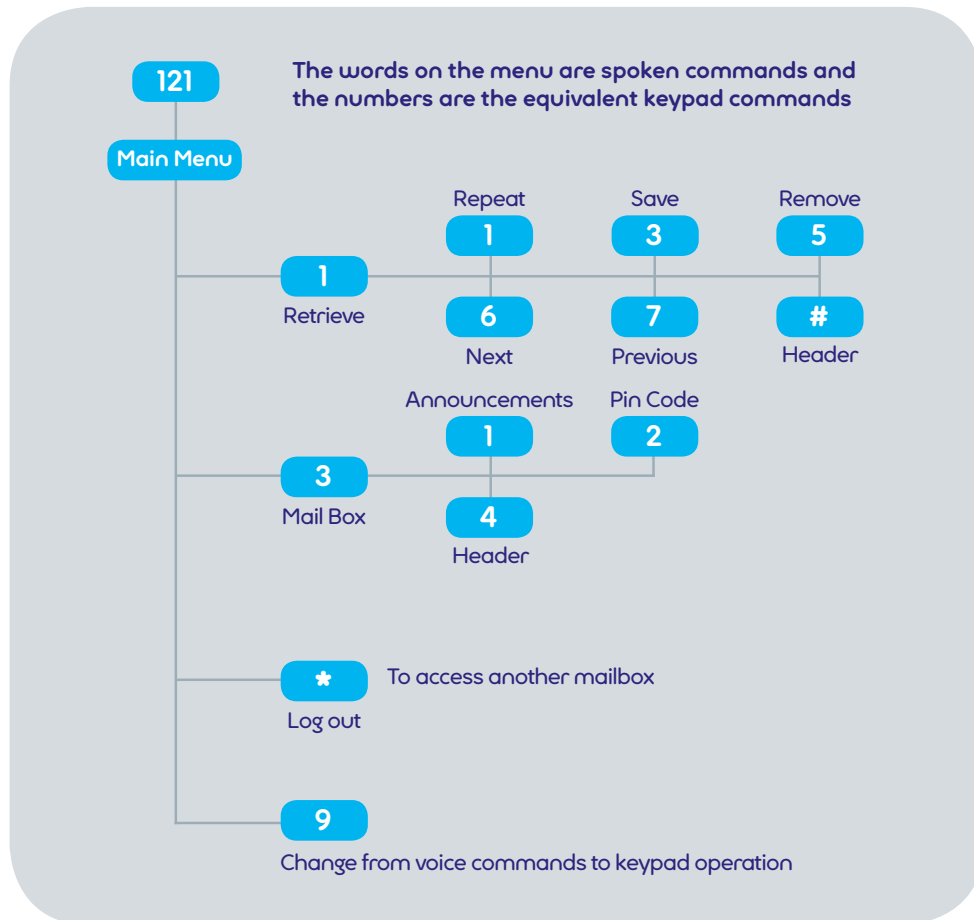 121
The words on the menu are spoken commands and
the numbers are the equivalent keypad commands
Main Menu
Repeat
Save
Remove
1
3
5
1
Retrieve
6
7
#
Next
Previous
Header
Announcements
Pin Code
1
2
3
Mail Box
4
Header
*
To access another mailbox
Log out
9
Change from voice commands to keypad operation